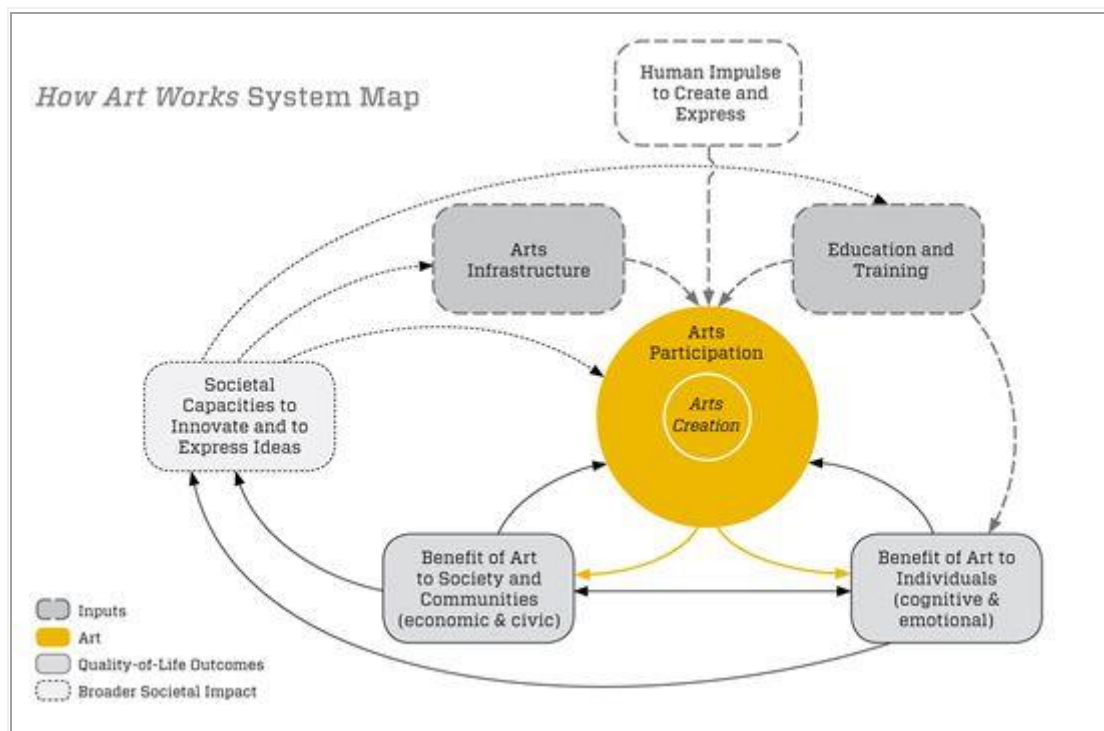 How Art Works System Map
Human Impulse
to Create and
Express
Arts
Infrastructure
Education and
Training
Arts
Participation
Arts
Creation
Societal
Capacities to
Innovate and to
Express Ideas
Benefit of Art
to Society and
Communities
(economic & civic)
Benefit of Art to
Individuals
(cognitive &
emotional)
Inputs
Art
Quality-of-Life Outcomes
Broader Societal Impact